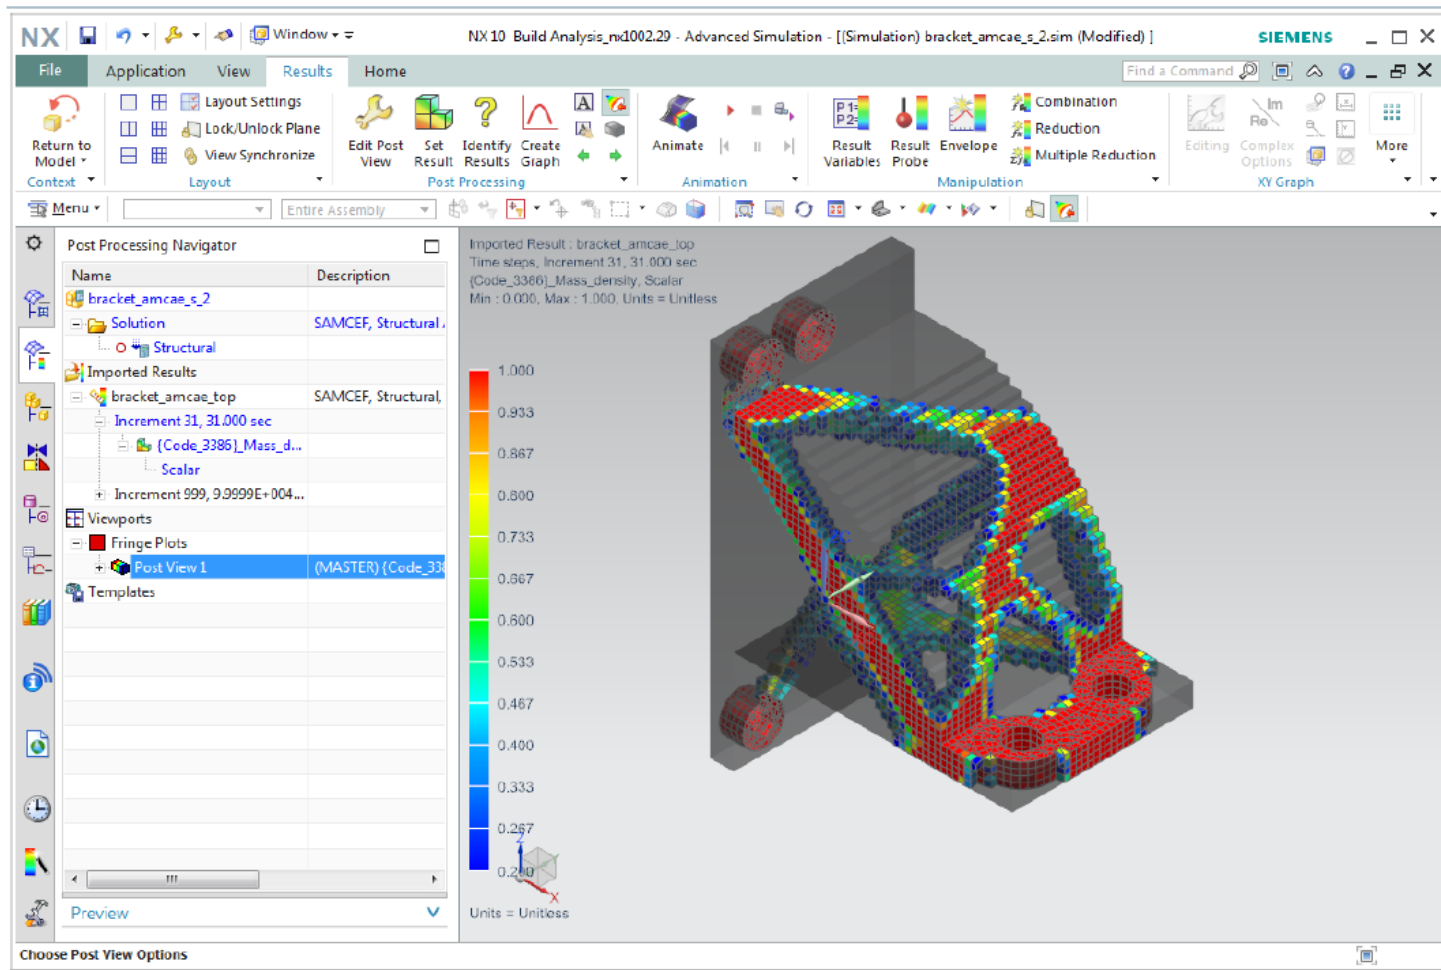 NX Window NX 10 Build Analysis_nx1002.29 - Advanced Simulation - [(Simulation) bracket_amcae_s_2.sim (Modified) ] SIEMENS
File Application View Results Home Find a Command
Layout Settings
Lock/Unlock Plane
View Synchronize
Return to Model
Edit Post View
Set Result
Identify Results
Create Graph
A
Animate
P1=
P2=
Result Variables
Result Probe
Envelope
Combination
Reduction
Multiple Reduction
Editing
Im
Re
Complex Options
More
Context Layout Post Processing Animation Manipulation XY Graph
Menu Entire Assembly
Post Processing Navigator
Name Description
bracket_amcae_s_2
Solution SAMCEF, Structural
Structural
Imported Results
bracket_amcae_top SAMCEF, Structural,
Increment 31, 31.000 sec
{Code_3386}_Mass_d...
Scalar
Increment 999, 9.9999E+004...
Viewports
Fringe Plots
Post View 1 (MASTER) {Code_338
Templates
Preview
Imported Result : bracket_amcae_top
Time steps, Increment 31, 31.000 sec
{Code_3386}_Mass_density, Scalar
Min : 0.000, Max : 1.000, Units = Unitless
1.000
0.933
0.867
0.800
0.733
0.667
0.600
0.533
0.467
0.400
0.333
0.267
0.200
Z
X
Units = Unitless
Choose Post View Options